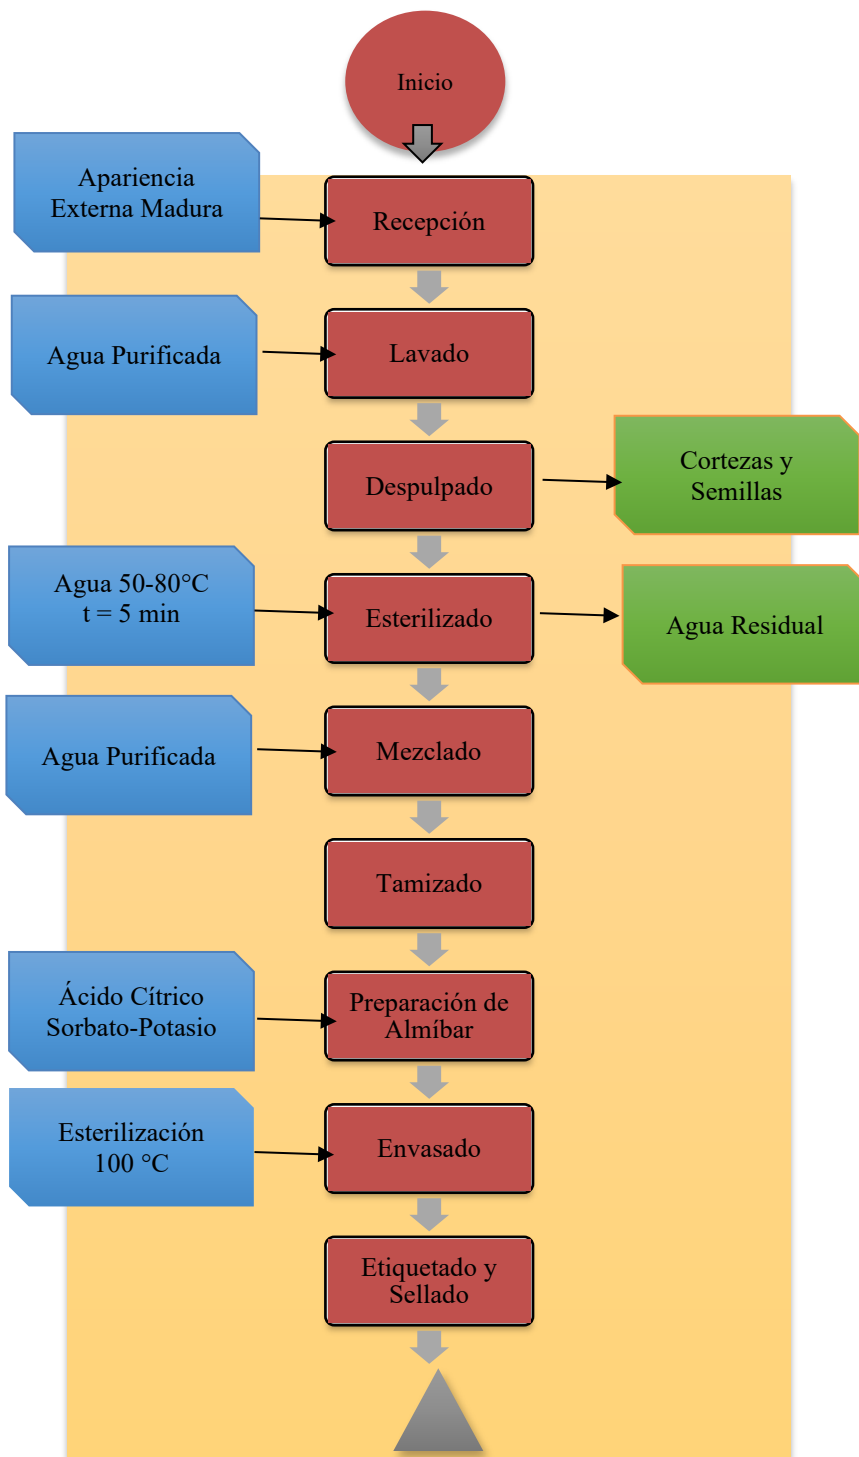 Inicio
Apariencia
Externa Madura
Recepción
Agua Purificada
Lavado
Despulpado
Cortezas y
Semillas
Agua 50-80°C
t = 5 min
Esterilizado
Agua Residual
Agua Purificada
Mezclado
Tamizado
Ácido Cítrico
Sorbato-Potasio
Preparación de
Almíbar
Esterilización
100 °C
Envasado
Etiquetado y
Sellado